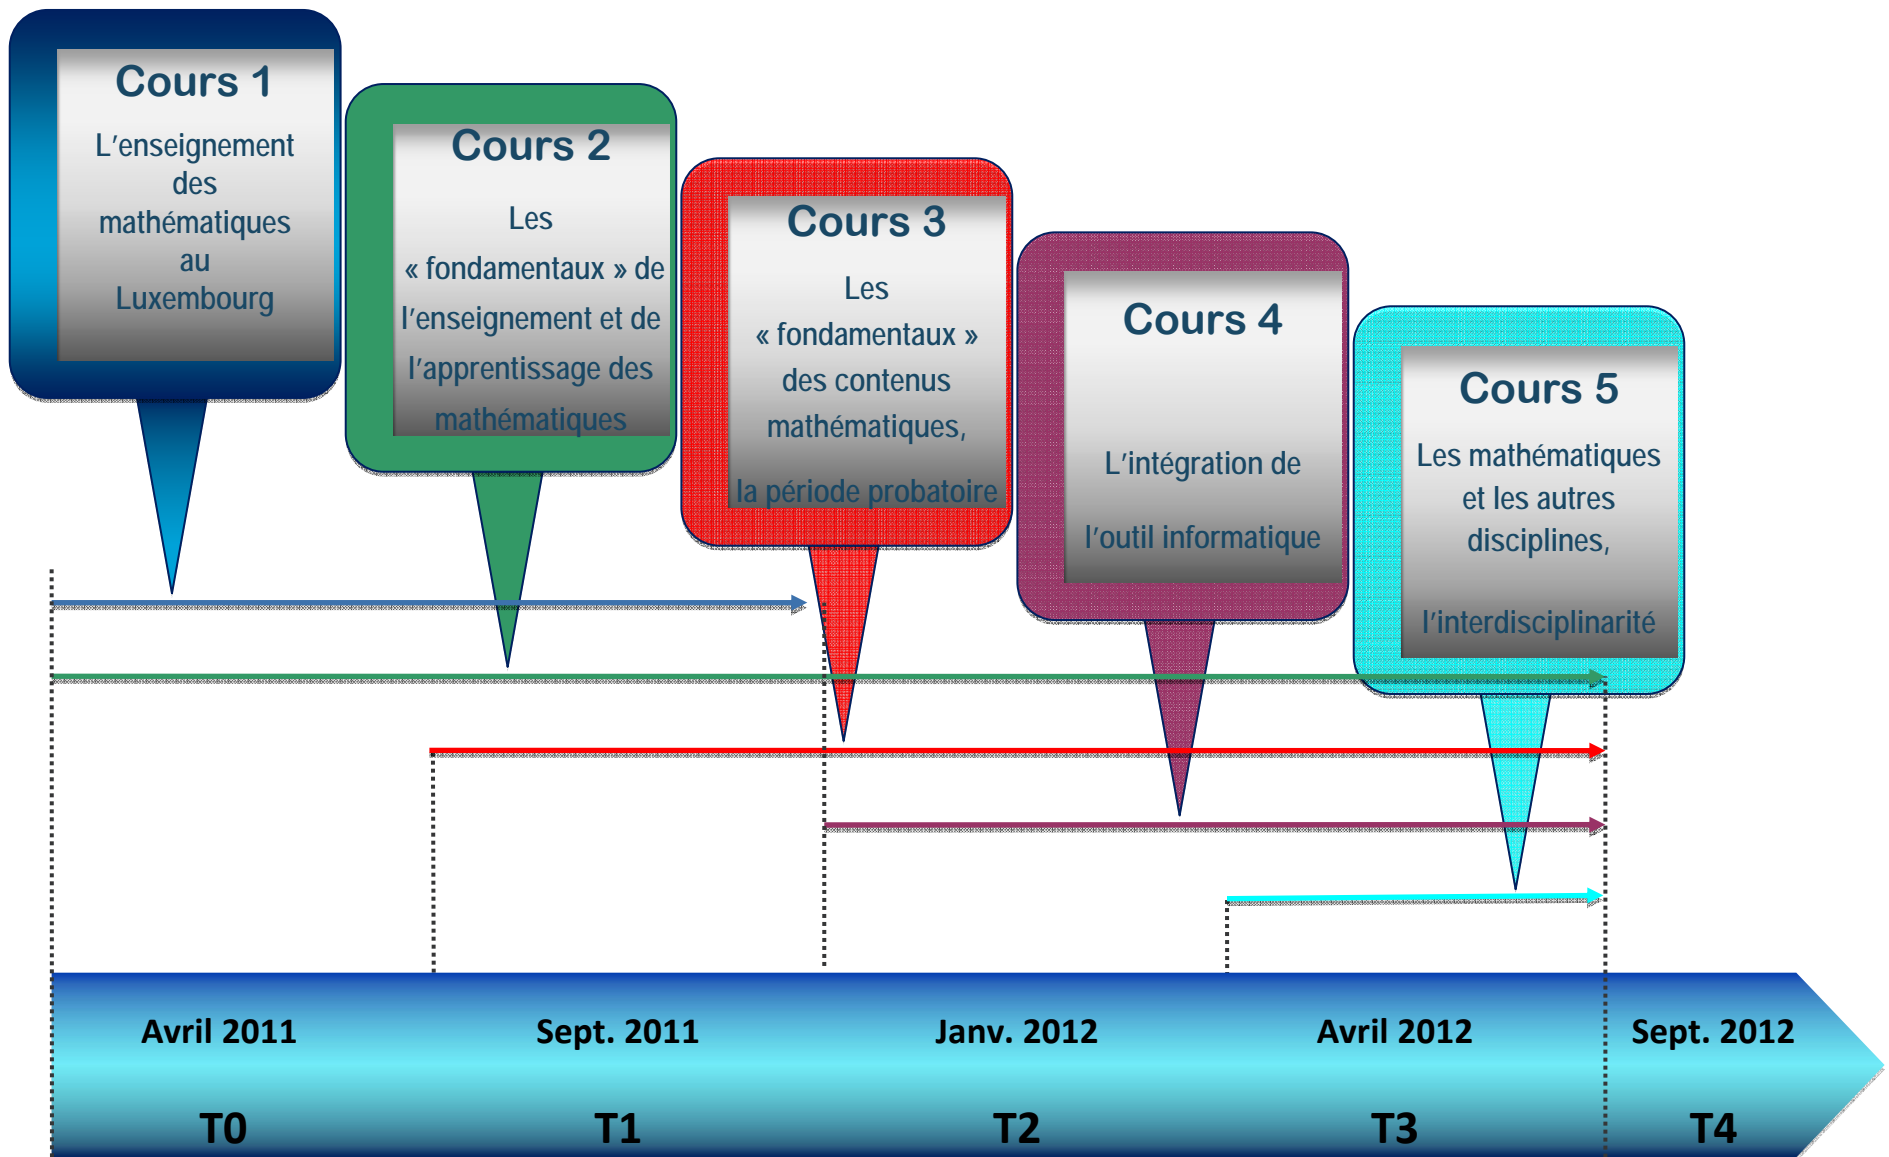 Cours 1
L'enseignement
des
mathématiques
au
Luxembourg
Cours 2
Les
« fondamentaux » de
l'enseignement et de
l'apprentissage des
mathématiques
Cours 3
Les
« fondamentaux »
des contenus
mathématiques,
la période probatoire
Cours 4
L'intégration de
l'outil informatique
Cours 5
Les mathématiques
et les autres
disciplines,
l'interdisciplinarité
Avril 2011
Sept. 2011
Janv. 2012
Avril 2012
Sept. 2012
T0
T1
T2
T3
T4